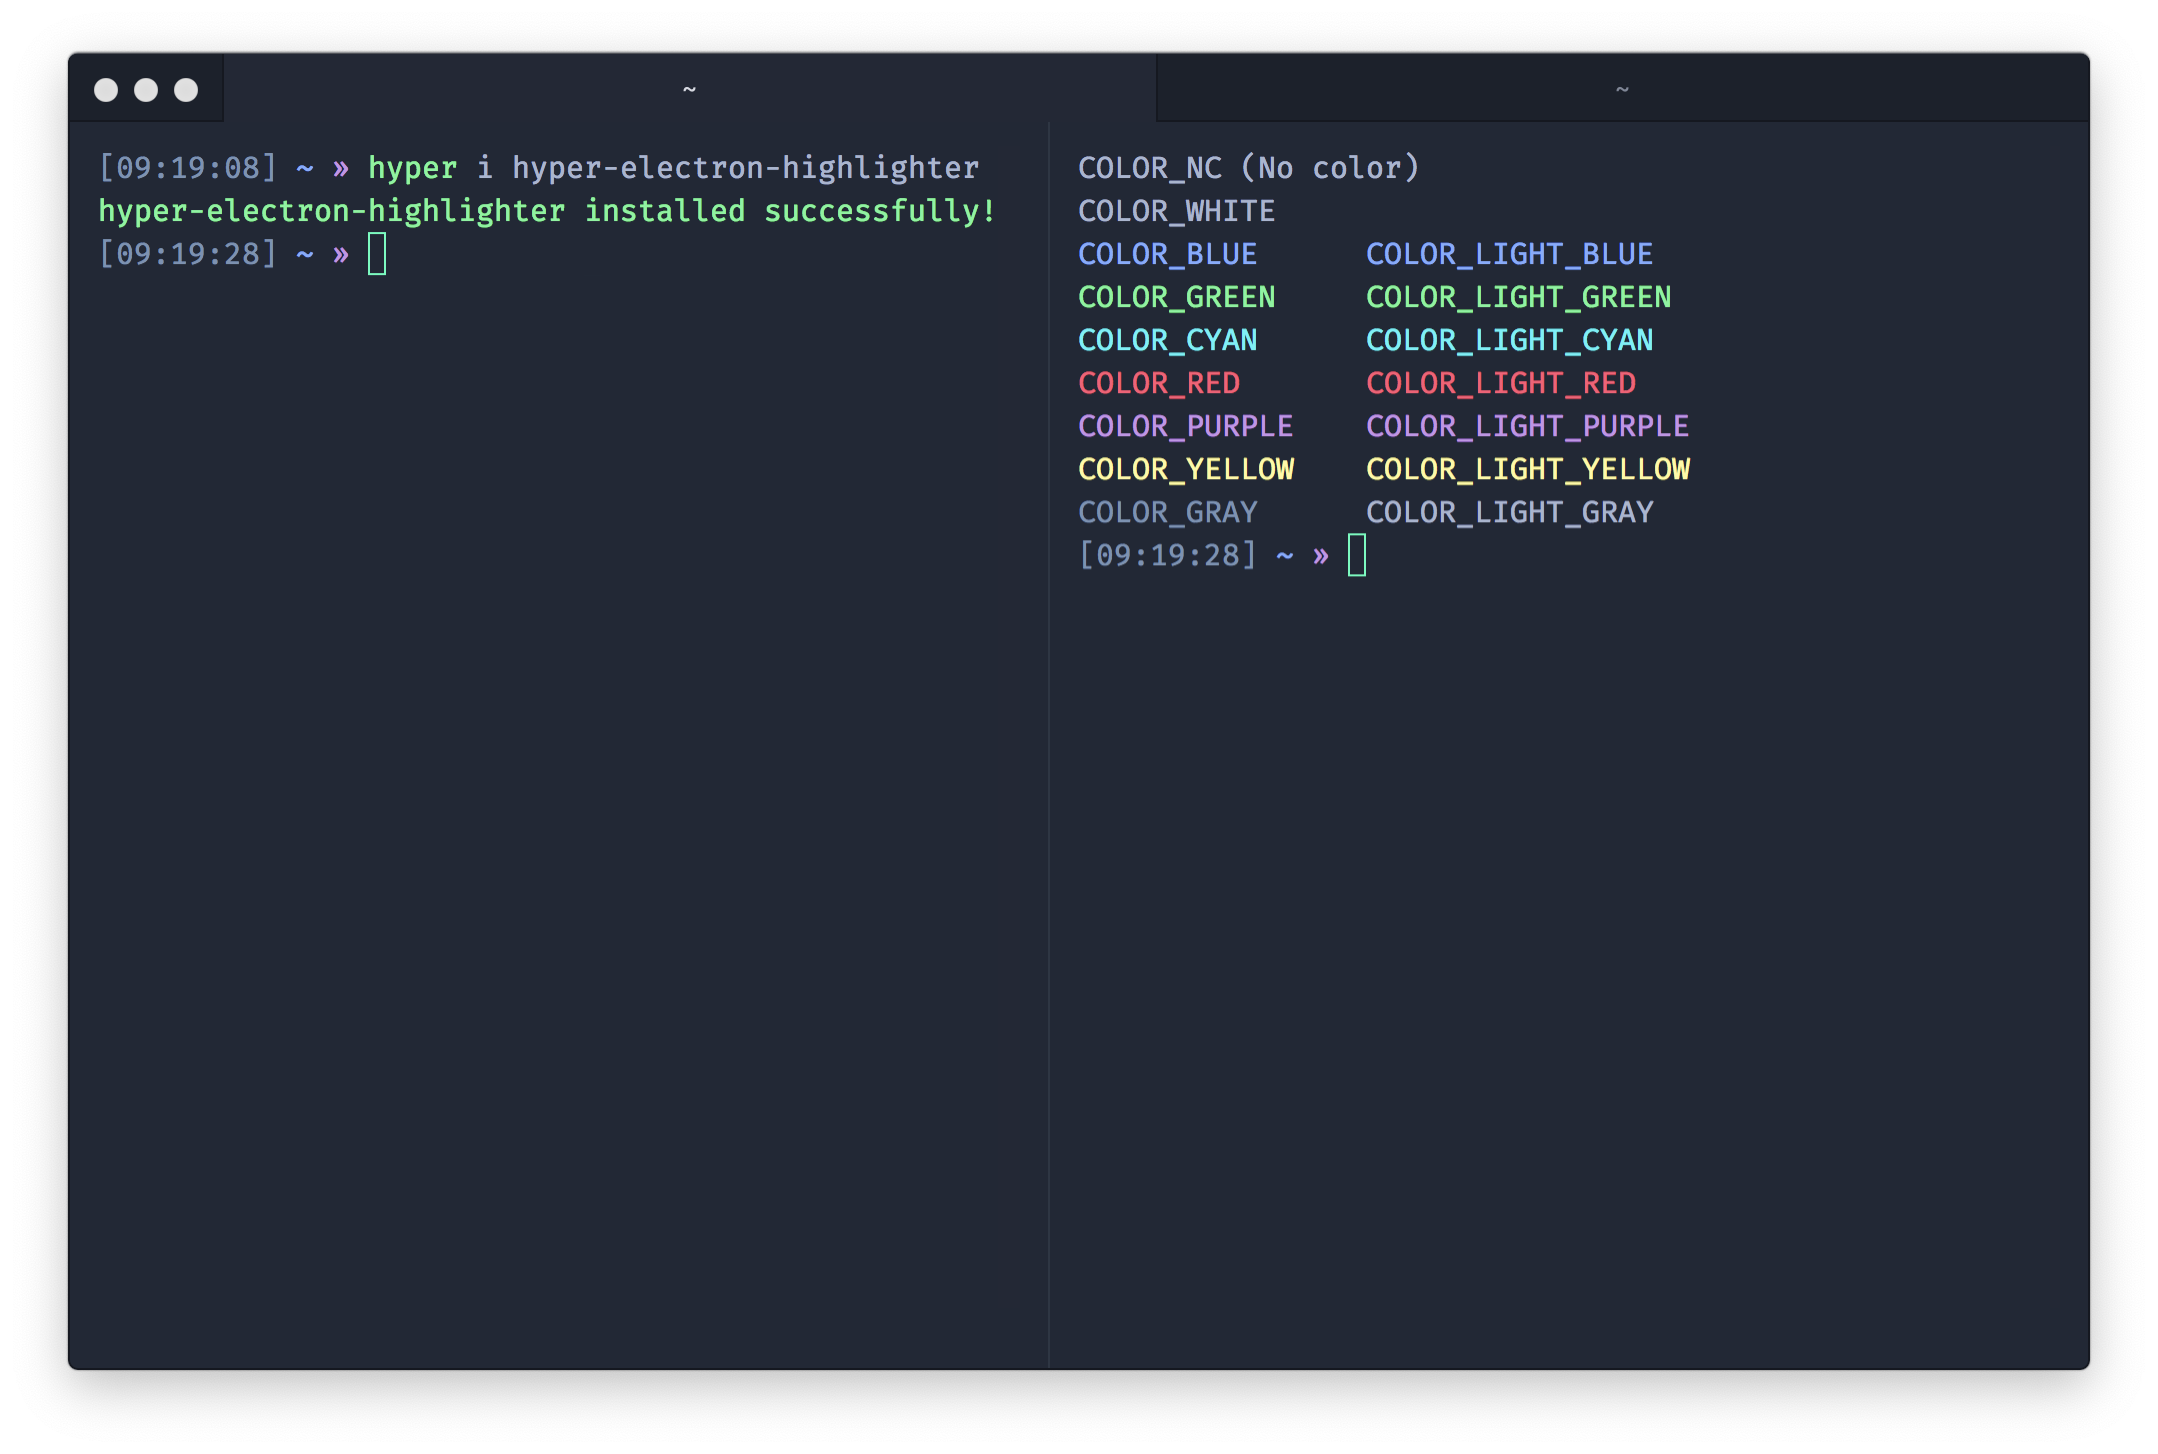 ~
~
[09:19:08] ~ » hyper i hyper-electron-highlighter
hyper-electron-highlighter installed successfully!
[09:19:28] ~ »
COLOR_NC (No color)
COLOR_WHITE
COLOR_BLUE COLOR_LIGHT_BLUE
COLOR_GREEN COLOR_LIGHT_GREEN
COLOR_CYAN COLOR_LIGHT_CYAN
COLOR_RED COLOR_LIGHT_RED
COLOR_PURPLE COLOR_LIGHT_PURPLE
COLOR_YELLOW COLOR_LIGHT_YELLOW
COLOR_GRAY COLOR_LIGHT_GRAY
[09:19:28] ~ »